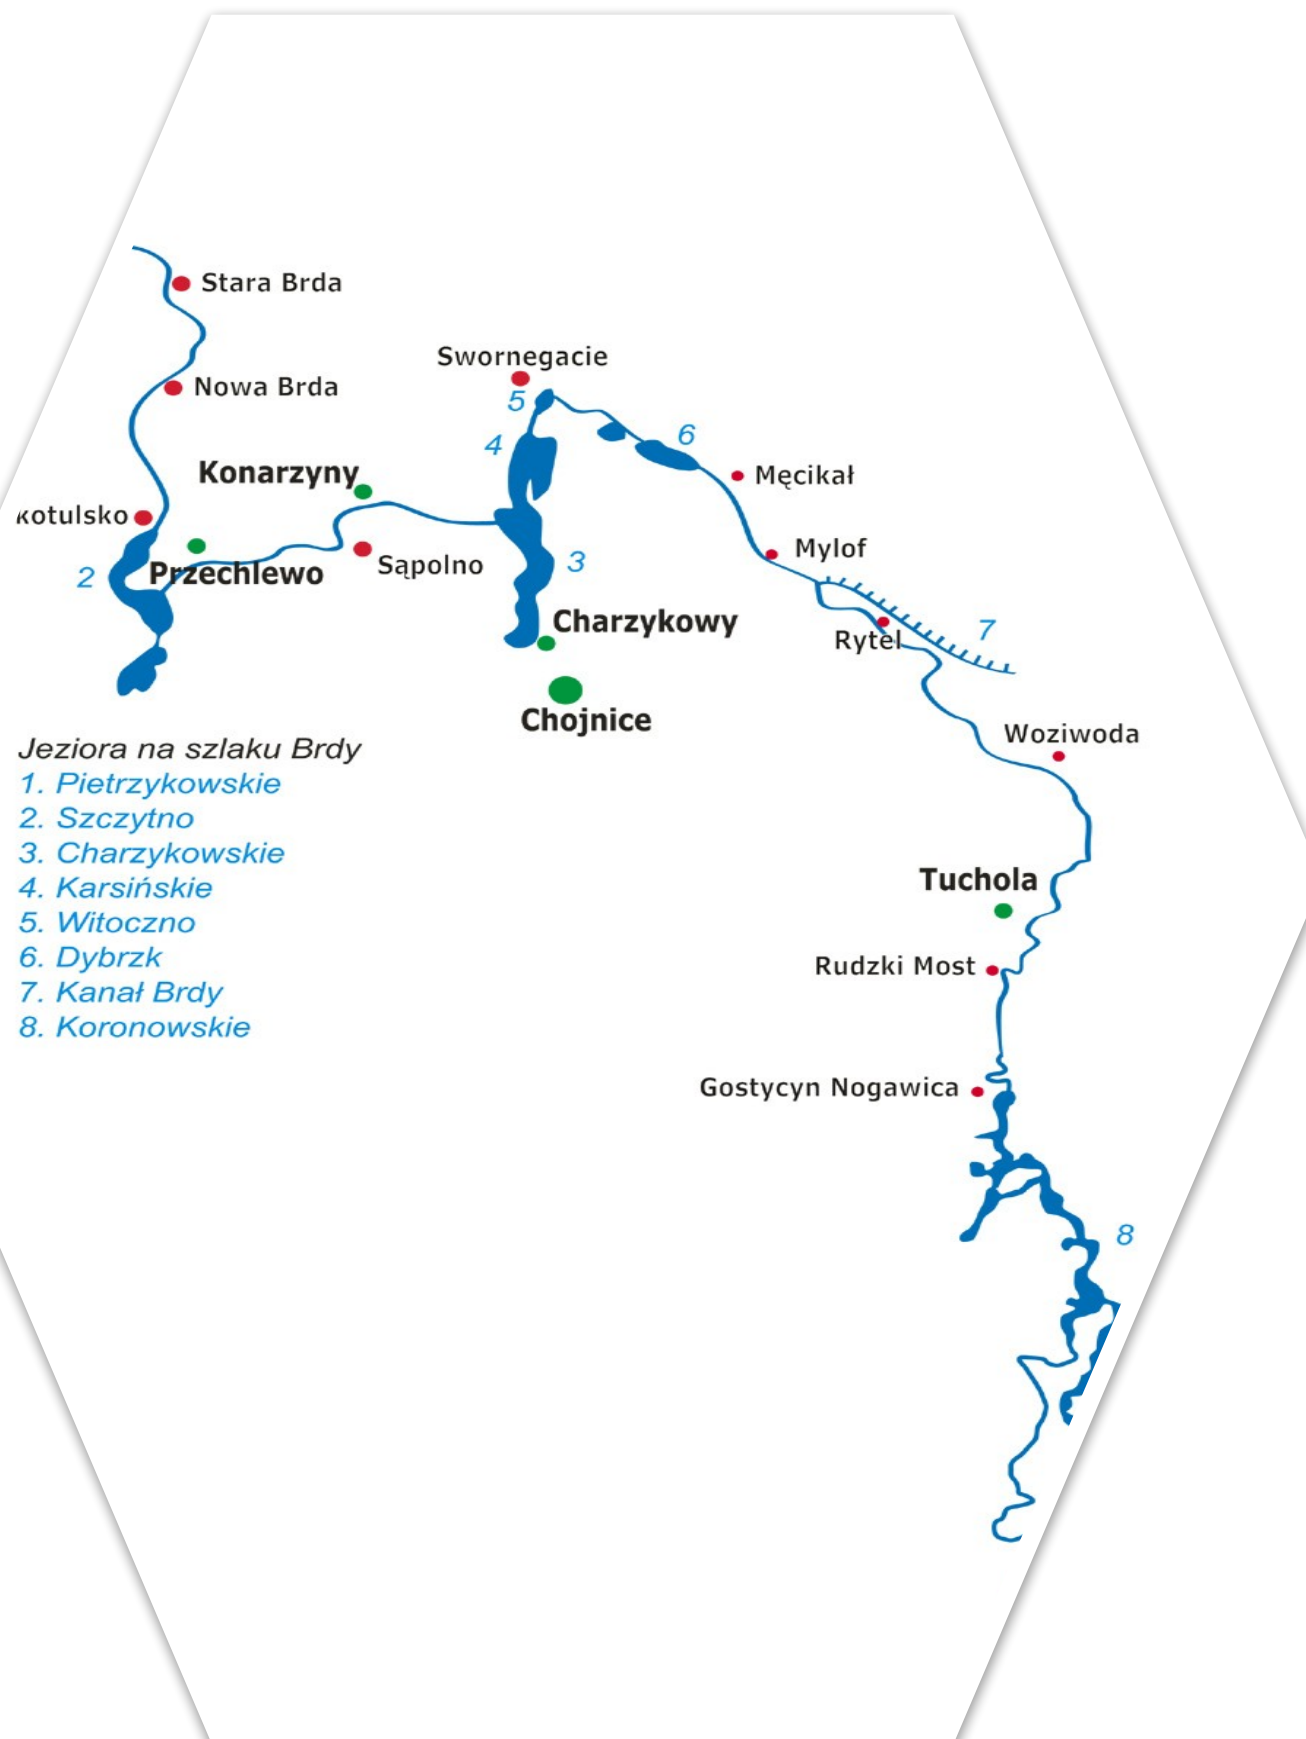 Stara Brda
Swornegacie
Nowa Brda
5
6
4
Konarzyny
Męcikał
kotulsko
Mylof
2
Przechlewo
Sąpolno
3
Charzykowy
Rytel
7
Chojnice
Woziwoda
Jeziora na szlaku Brdy
1. Pietrzykowskie
2. Szczytno
3. Charzykowskie
4. Karsińskie
5. Witoczno
6. Dybrzk
7. Kanał Brdy
8. Koronowskie
Tuchola
Rudzki Most
Gostycyn Nogawica
8